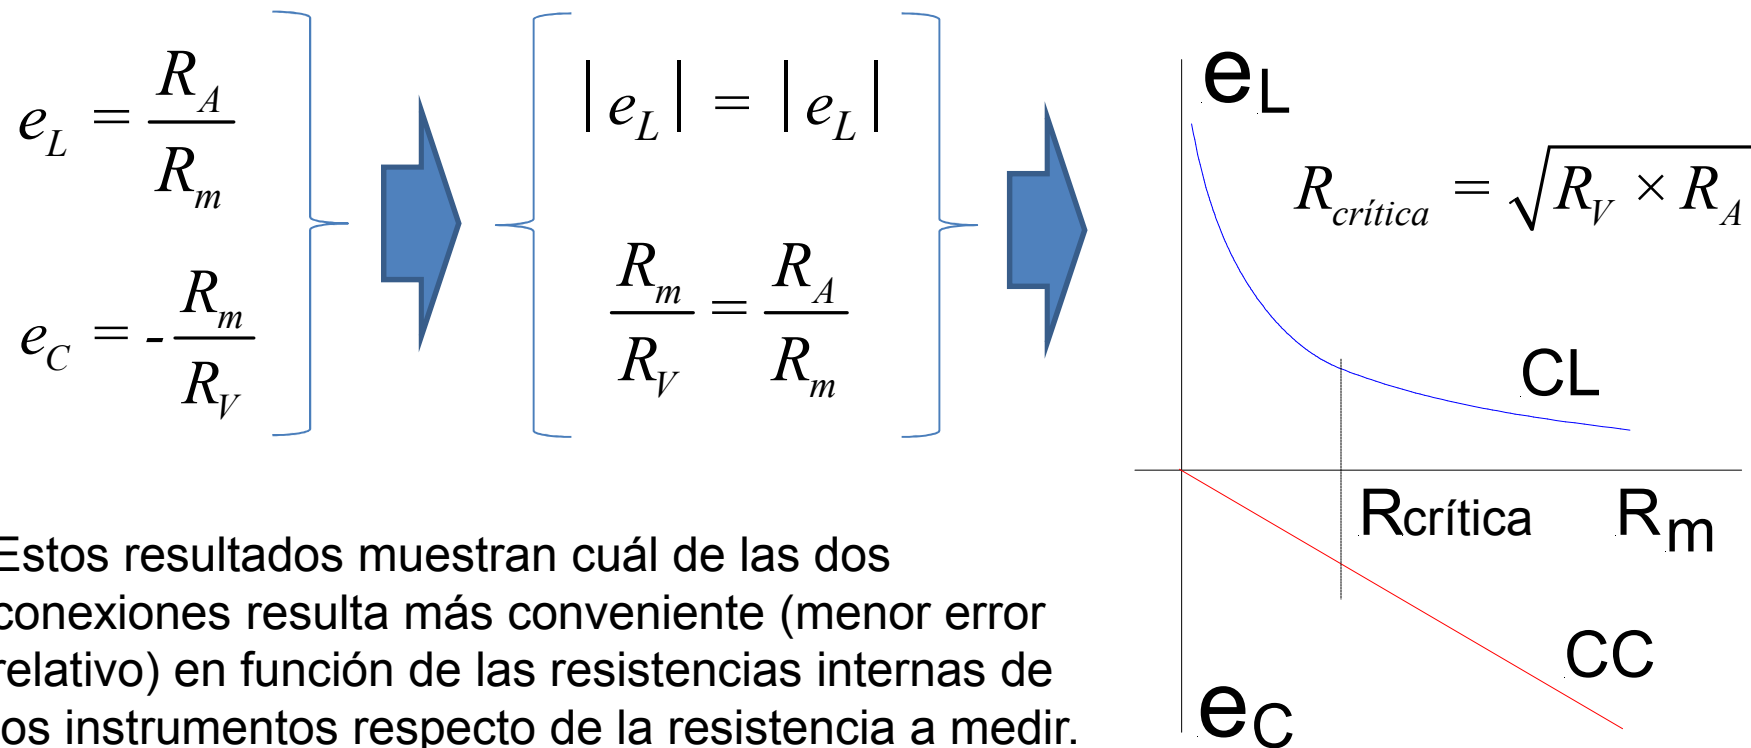 e_L = R_A / R_m
e_C = - R_m / R_V
|e_L| = |e_L|
R_m / R_V = R_A / R_m
e_L
R_crítica = √(R_V × R_A)
CL
Rcrítica
R_m
CC
e_C
Estos resultados muestran cuál de las dos
conexiones resulta más conveniente (menor error
relativo) en función de las resistencias internas de
los instrumentos respecto de la resistencia a medir.